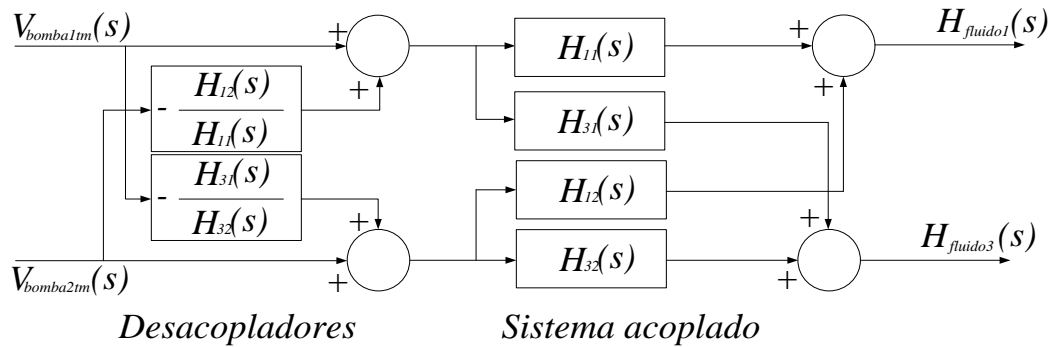 V_bomba1tm(s)
H_fluido1(s)
+
+
+
+
H_11(s)
- H_12(s)
H_11(s)
H_31(s)
- H_31(s)
H_32(s)
H_12(s)
+
+
+
+
H_32(s)
V_bomba2tm(s)
H_fluido3(s)
Desacopladores
Sistema acoplado